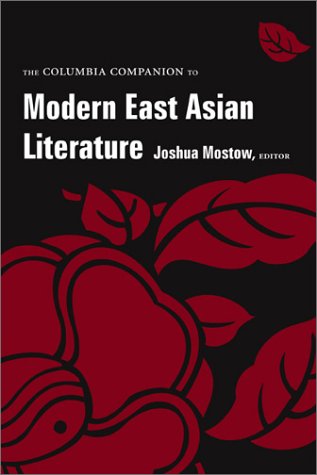 THE COLUMBIA COMPANION TO
Modern East Asian
Literature Joshua Mostow, EDITOR